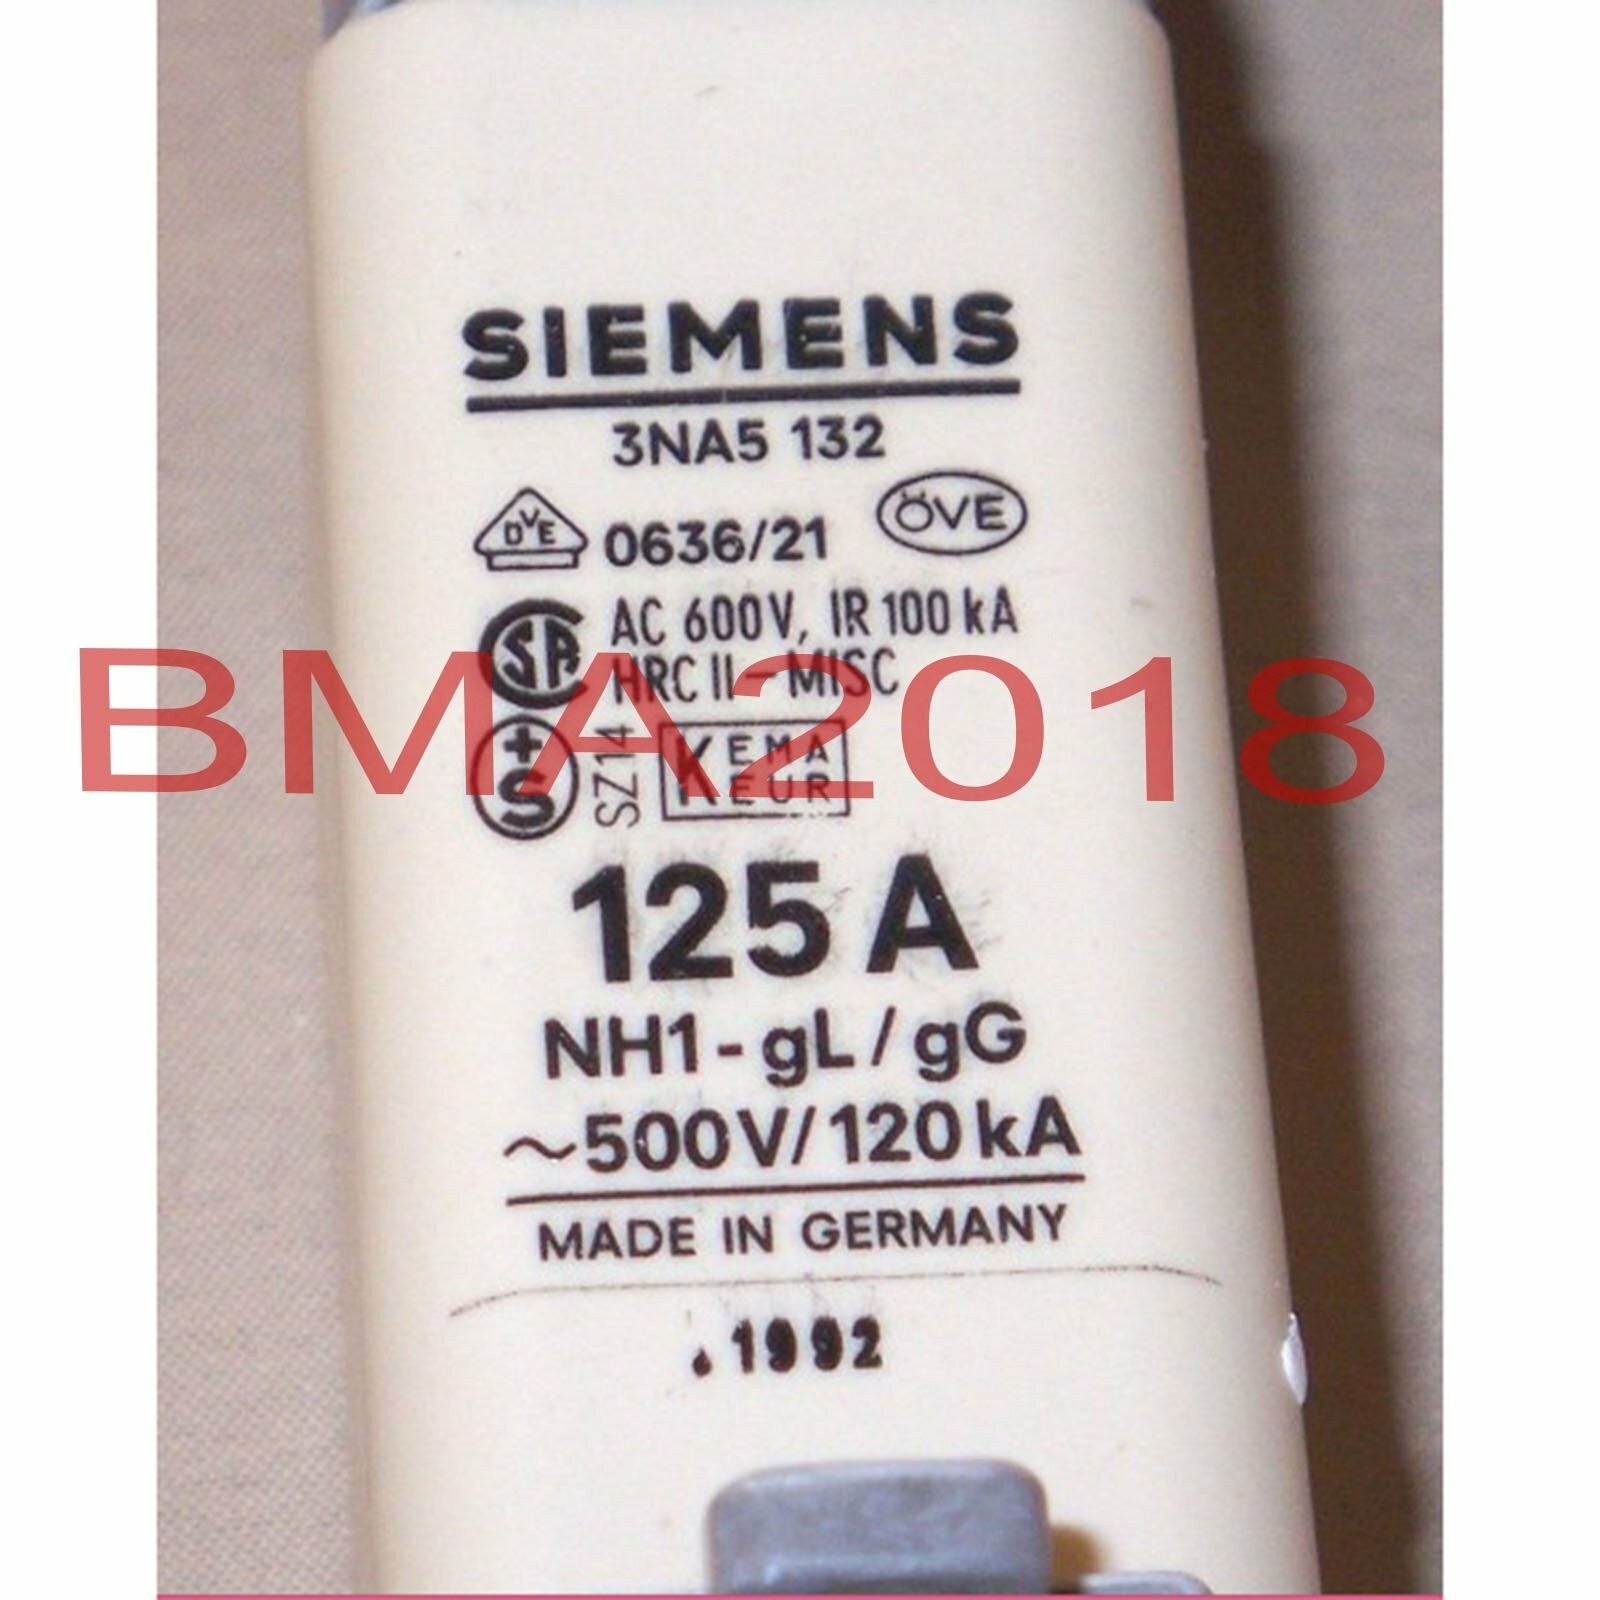 SIEMENS
3NA5 132
DVE 0636/21 ÖVE
SA AC 600V, IR 100 kA
HRC II-MISC
BMA2018
+S SZ14 KEMA KEUR
125 A
NH1-gL/gG
~500V/120kA
MADE IN GERMANY
.1992